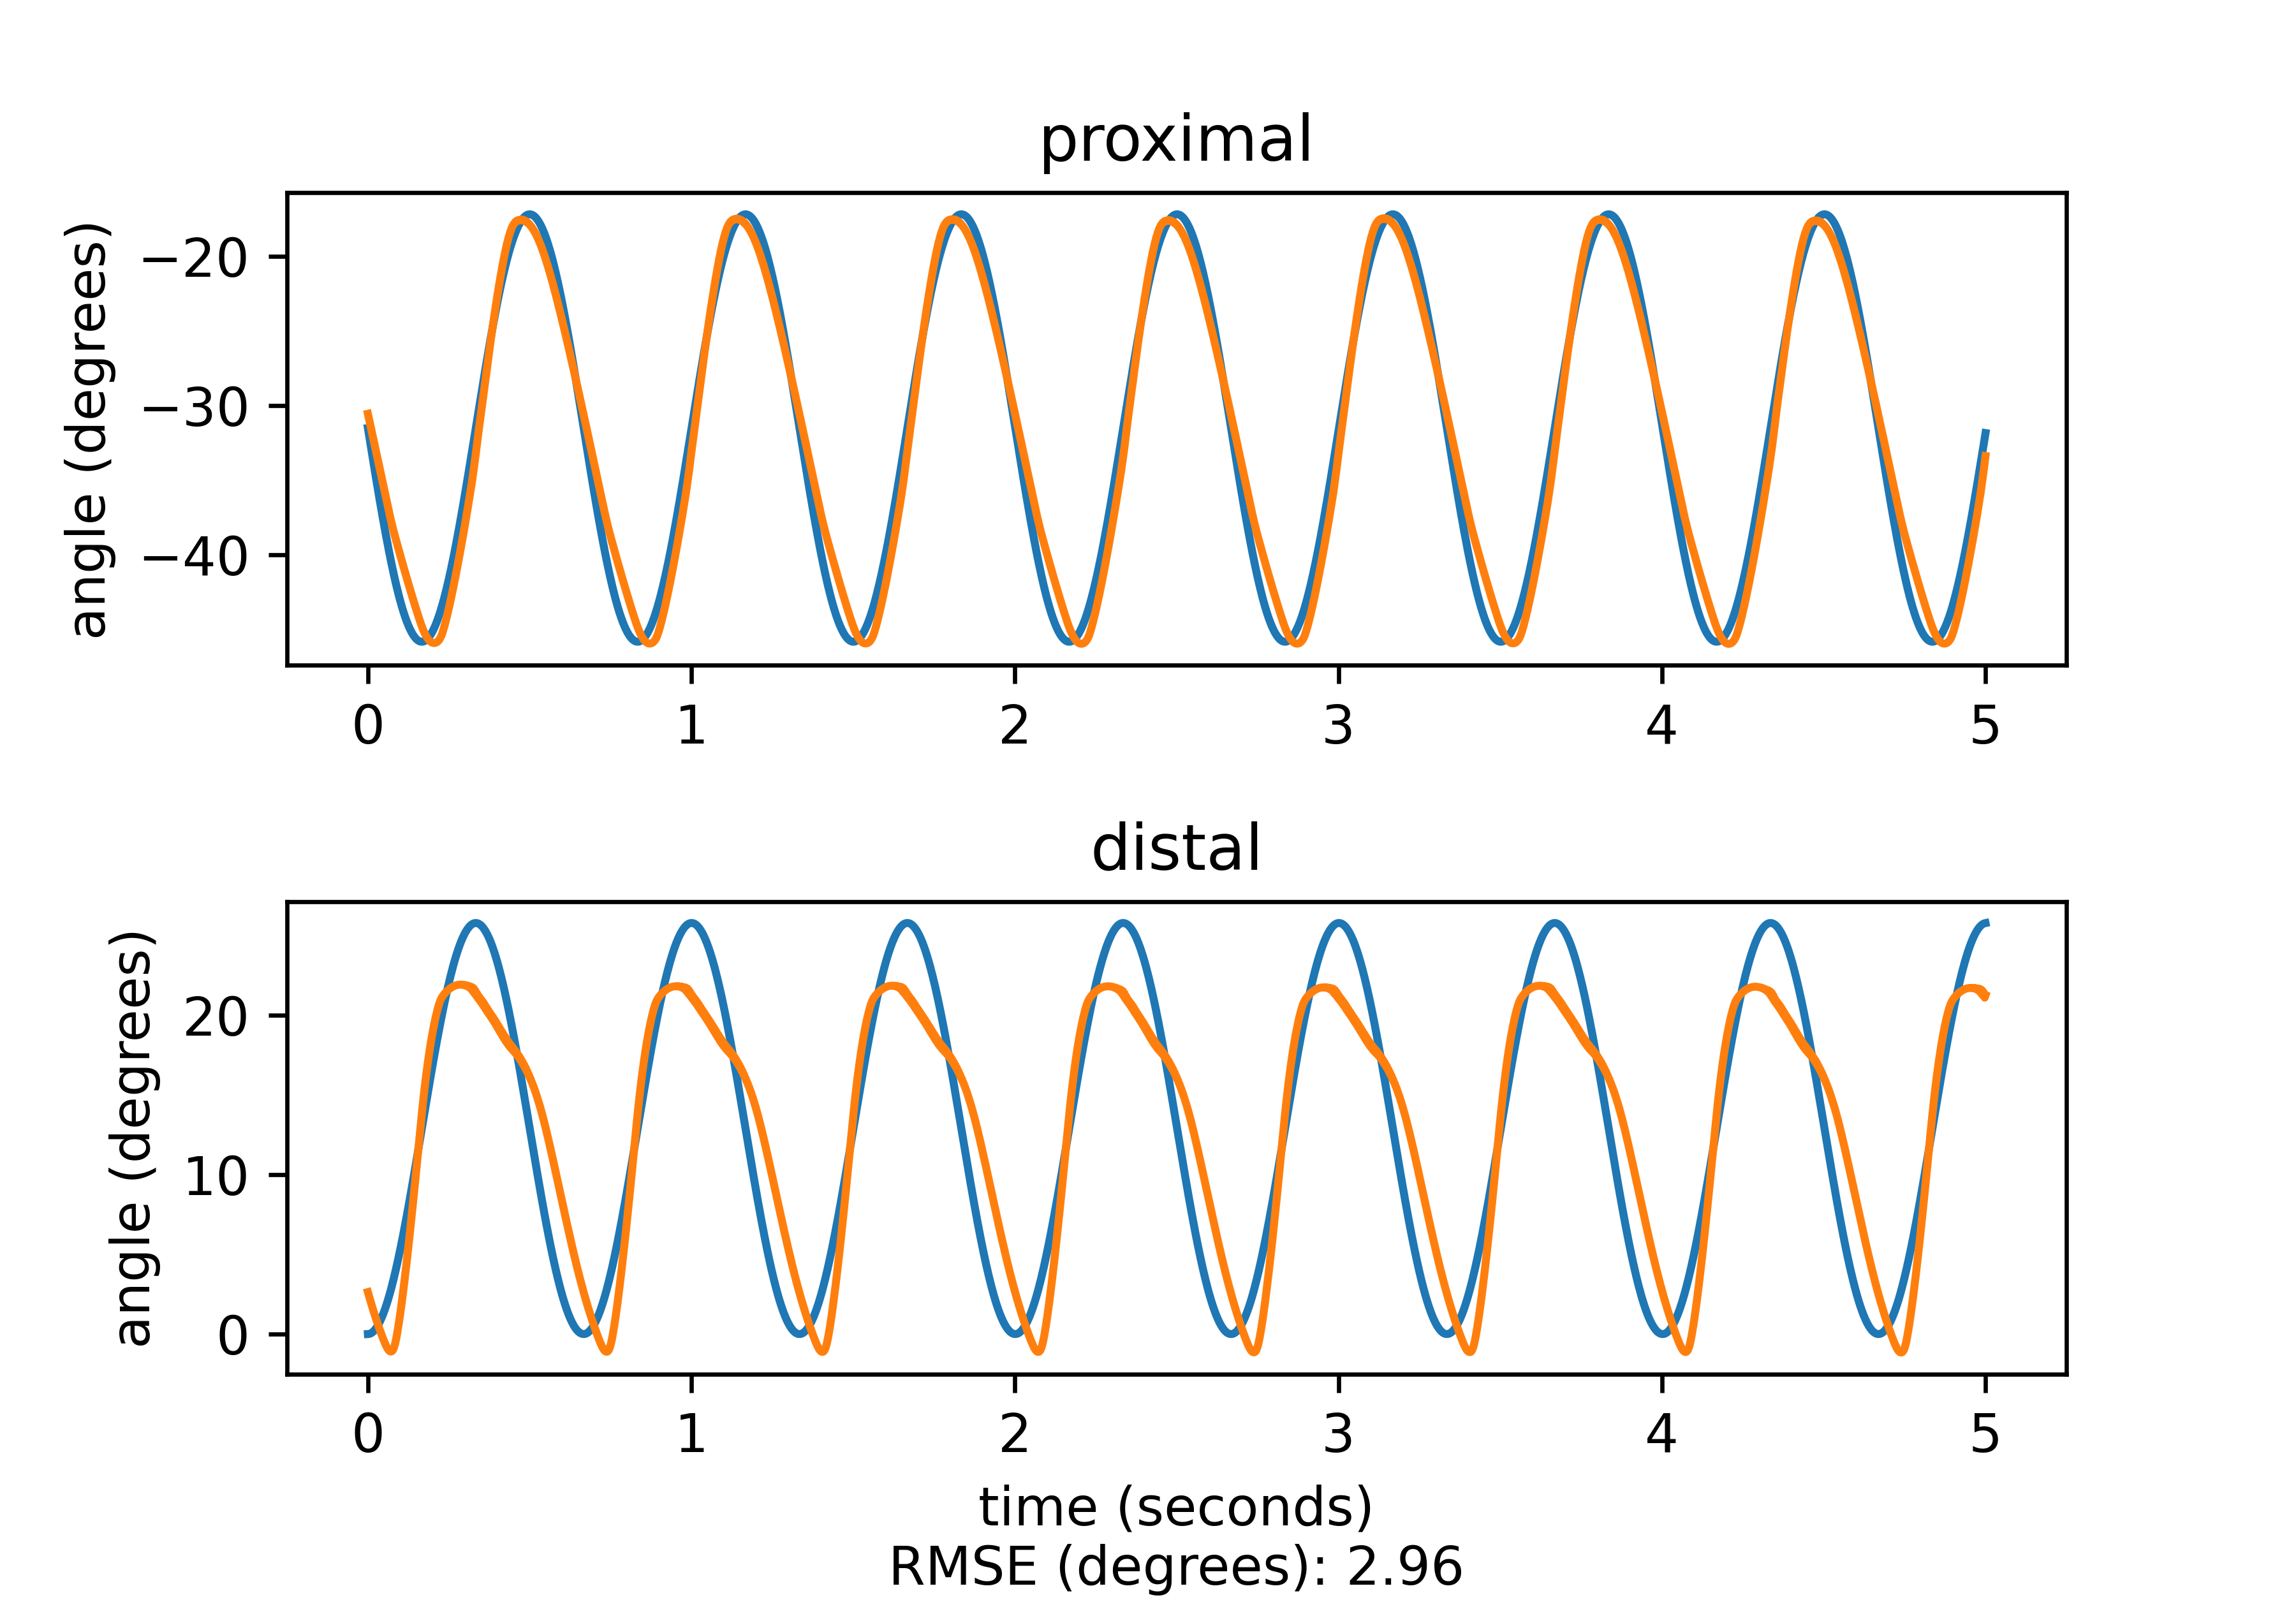 proximal
angle (degrees)
−20
−30
−40
0 1 2 3 4 5
distal
angle (degrees)
20
10
0
0 1 2 3 4 5
time (seconds)
RMSE (degrees): 2.96